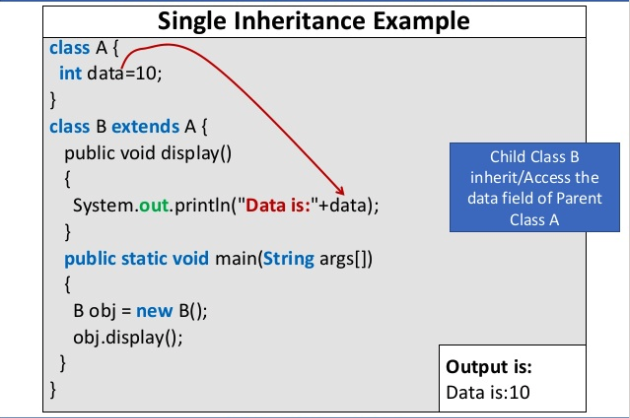 Single Inheritance Example
class A {
int data=10;
}
class B extends A {
public void display()
{
System.out.println("Data is:"+data);
}
public static void main(String args[])
{
B obj = new B();
obj.display();
}
}
Child Class B
inherit/Access the
data field of Parent
Class A
Output is:
Data is:10